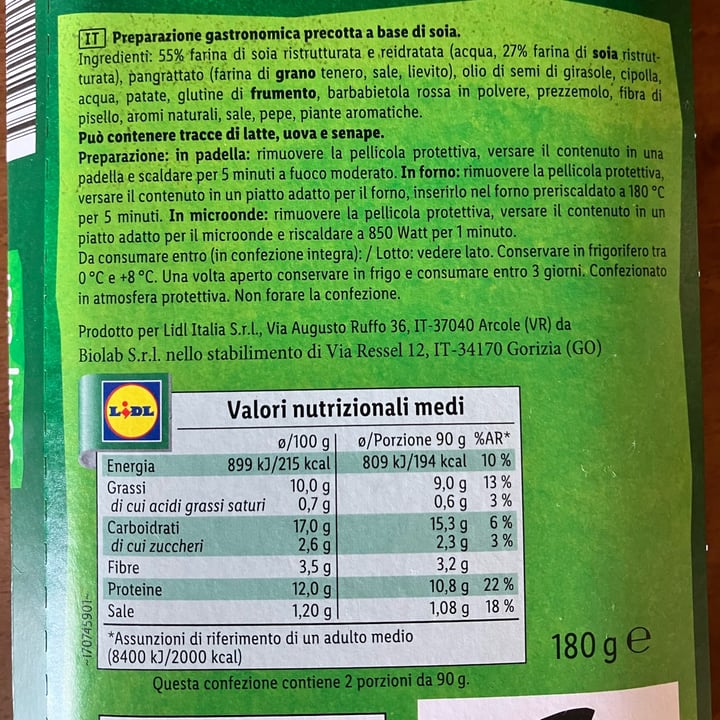 IT Preparazione gastronomica precotta a base di soia.
Ingredienti: 55% farina di soia ristrutturata e reidratata (acqua, 27% farina di soia ristrut-
turata), pangrattato (farina di grano tenero, sale, lievito), olio di semi di girasole, cipolla,
acqua, patate, glutine di frumento, barbabietola rossa in polvere, prezzemolo, fibra di
pisello, aromi naturali, sale, pepe, piante aromatiche.
Può contenere tracce di latte, uova e senape.
Preparazione: in padella: rimuovere la pellicola protettiva, versare il contenuto in una
padella e scaldare per 5 minuti a fuoco moderato. In forno: rimuovere la pellicola protettiva,
versare il contenuto in un piatto adatto per il forno, inserirlo nel forno preriscaldato a 180 °C
per 5 minuti. In microonde: rimuovere la pellicola protettiva, versare il contenuto in un
piatto adatto per il microonde e riscaldare a 850 Watt per 1 minuto.
Da consumare entro (in confezione integra): / Lotto: vedere lato. Conservare in frigorifero tra
0 °C e +8 °C. Una volta aperto conservare in frigo e consumare entro 3 giorni. Confezionato
in atmosfera protettiva. Non forare la confezione.
Prodotto per Lidl Italia S.r.l., Via Augusto Ruffo 36, IT-37040 Arcole (VR) da
Biolab S.r.l. nello stabilimento di Via Ressel 12, IT-34170 Gorizia (GO)
LIDL
Valori nutrizionali medi
ø/100 g ø/Porzione 90 g %AR*
Energia 899 kJ/215 kcal 809 kJ/194 kcal 10 %
Grassi 10,0 g 9,0 g 13 %
di cui acidi grassi saturi 0,7 g 0,6 g 3 %
Carboidrati 17,0 g 15,3 g 6 %
di cui zuccheri 2,6 g 2,3 g 3 %
Fibre 3,5 g 3,2 g
Proteine 12,0 g 10,8 g 22 %
Sale 1,20 g 1,08 g 18 %
*Assunzioni di riferimento di un adulto medio
(8400 kJ/2000 kcal)
~170745901~
180 g e
Questa confezione contiene 2 porzioni da 90 g.